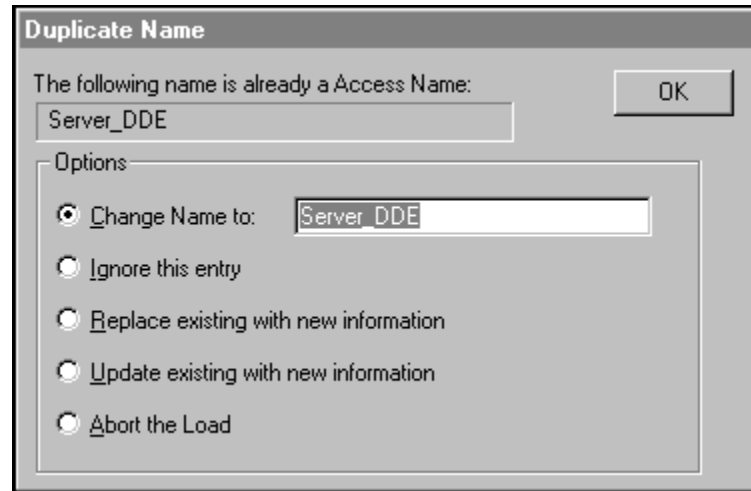 Duplicate Name
The following name is already a Access Name:
OK
Server_DDE
Options
Change Name to:
Server_DDE
Ignore this entry
Replace existing with new information
Update existing with new information
Abort the Load